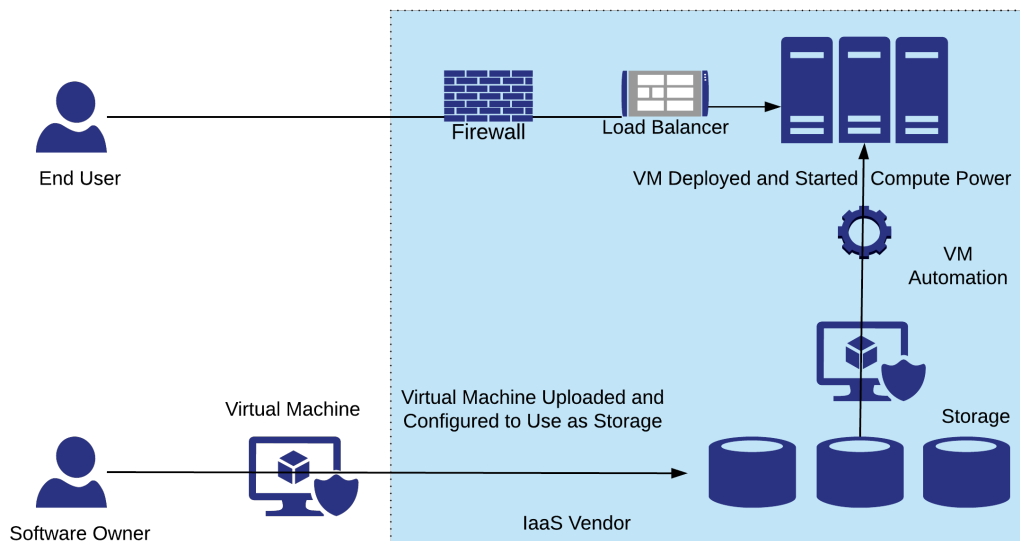 Firewall
Load Balancer
End User
VM Deployed and Started
Compute Power
VM
Automation
Virtual Machine
Virtual Machine Uploaded and
Configured to Use as Storage
Storage
Software Owner
IaaS Vendor